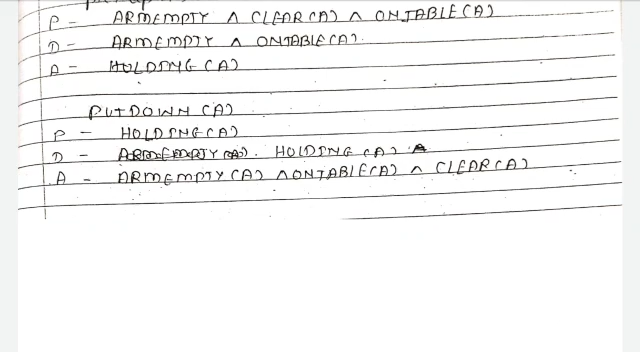 P - ARMEMPTY ∧ CLEAR(A) ∧ ONTABLE(A)
D - ARMEMPTY ∧ ONTABLE(A).
A - HOLDING(A)
PUTDOWN(A)
P - HOLDING(A)
D - HOLDING(A)
A - ARMEMPTY(A) ∧ONTABLE(A) ∧ CLEAR(A)